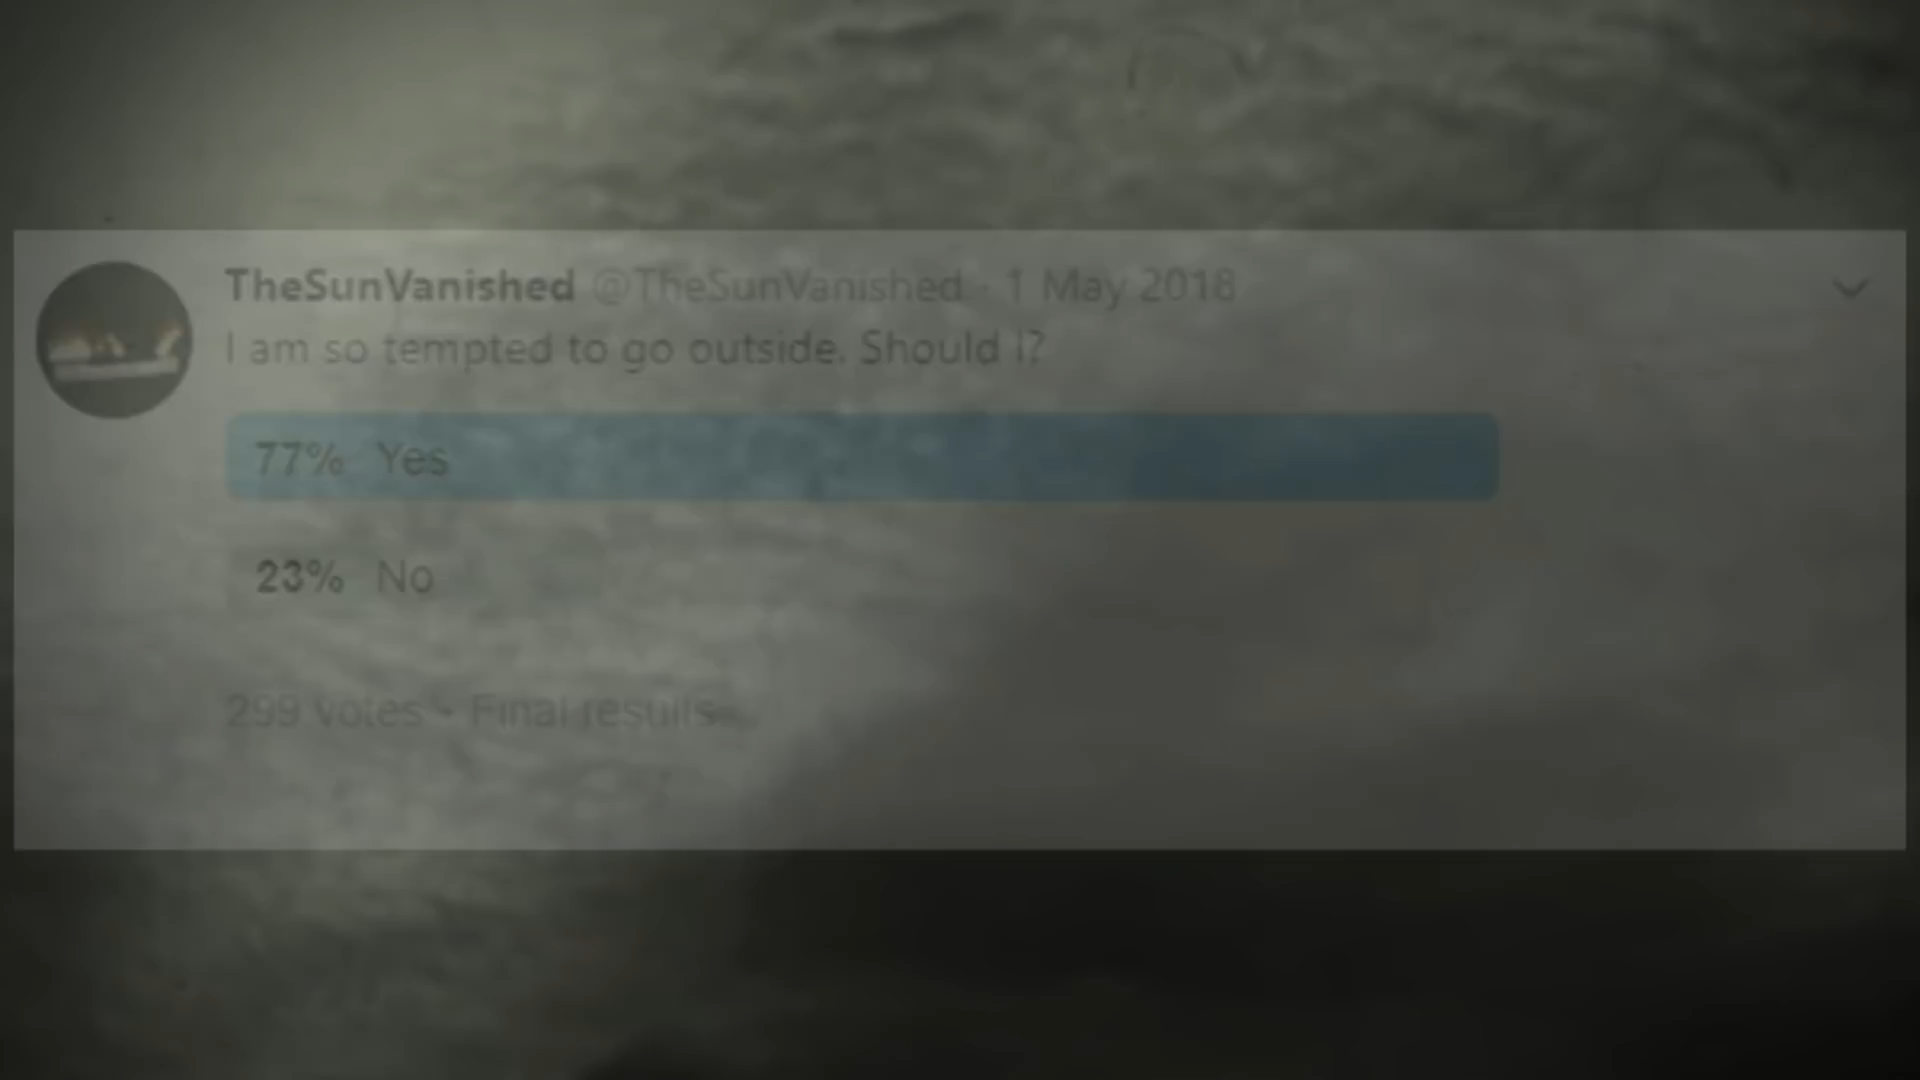 TheSunVanished @TheSunVanished · 1 May 2018
I am so tempted to go outside. Should I?
77% Yes
23% No
299 votes · Final results